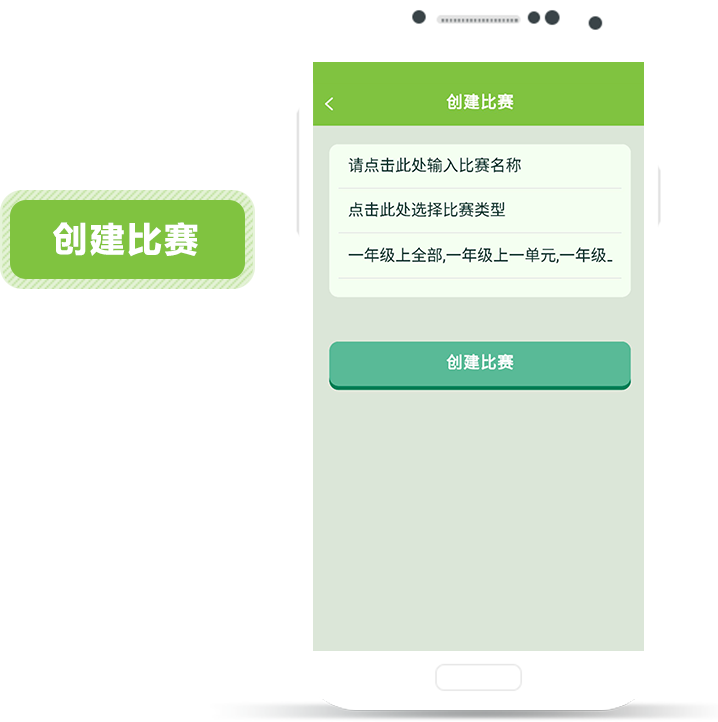 创建比赛
创建比赛
请点击此处输入比赛名称
点击此处选择比赛类型
一年级上全部,一年级上一单元,一年级_
创建比赛